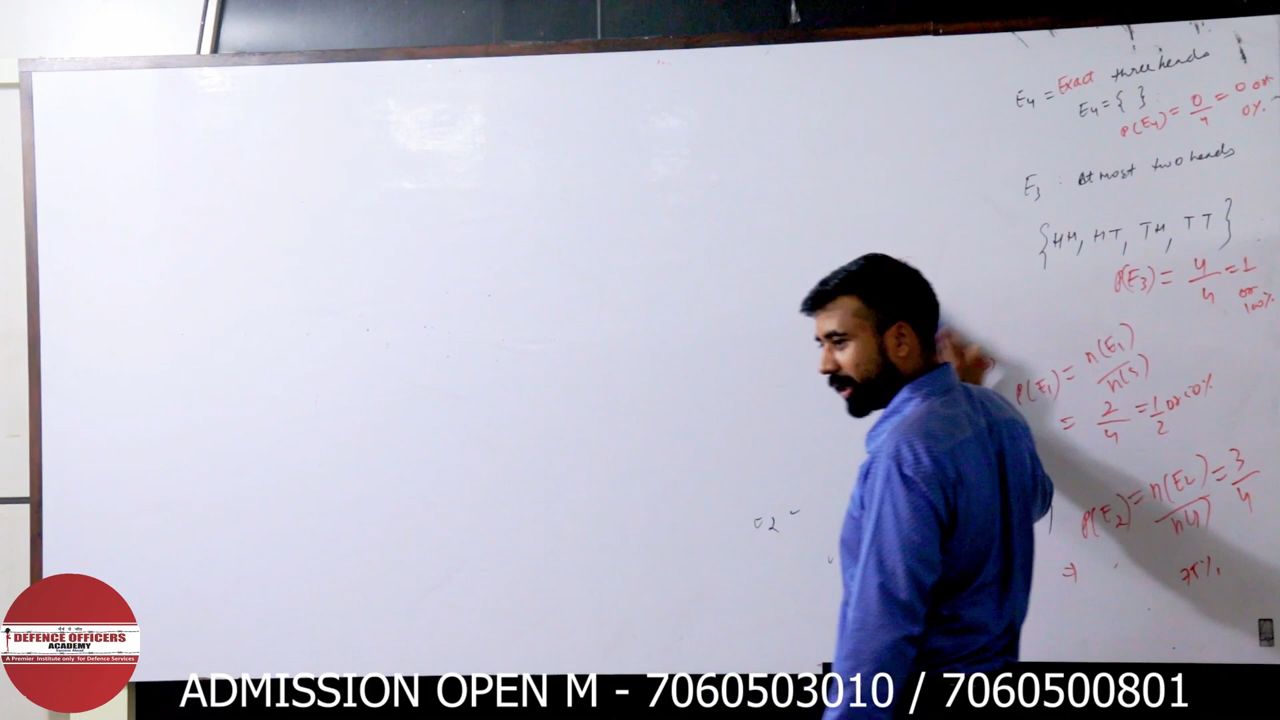 E4 = Exact three heads
E4 = { }
P(E4) = 0/4 = 0 or
0%
E3 : At most two heads
{HH, HT, TH, TT}
P(E3) = 4/4 = 1
or
100%
P(E1) = n(E1)/n(S)
= 2/4 = 1/2 or 50%
P(E2) = n(E2)/n(S) = 3/4
⇒ 75%
E2
DEFENCE OFFICERS
ACADEMY
A Premier Institute only for Defence Services
ADMISSION OPEN M - 7060503010 / 7060500801